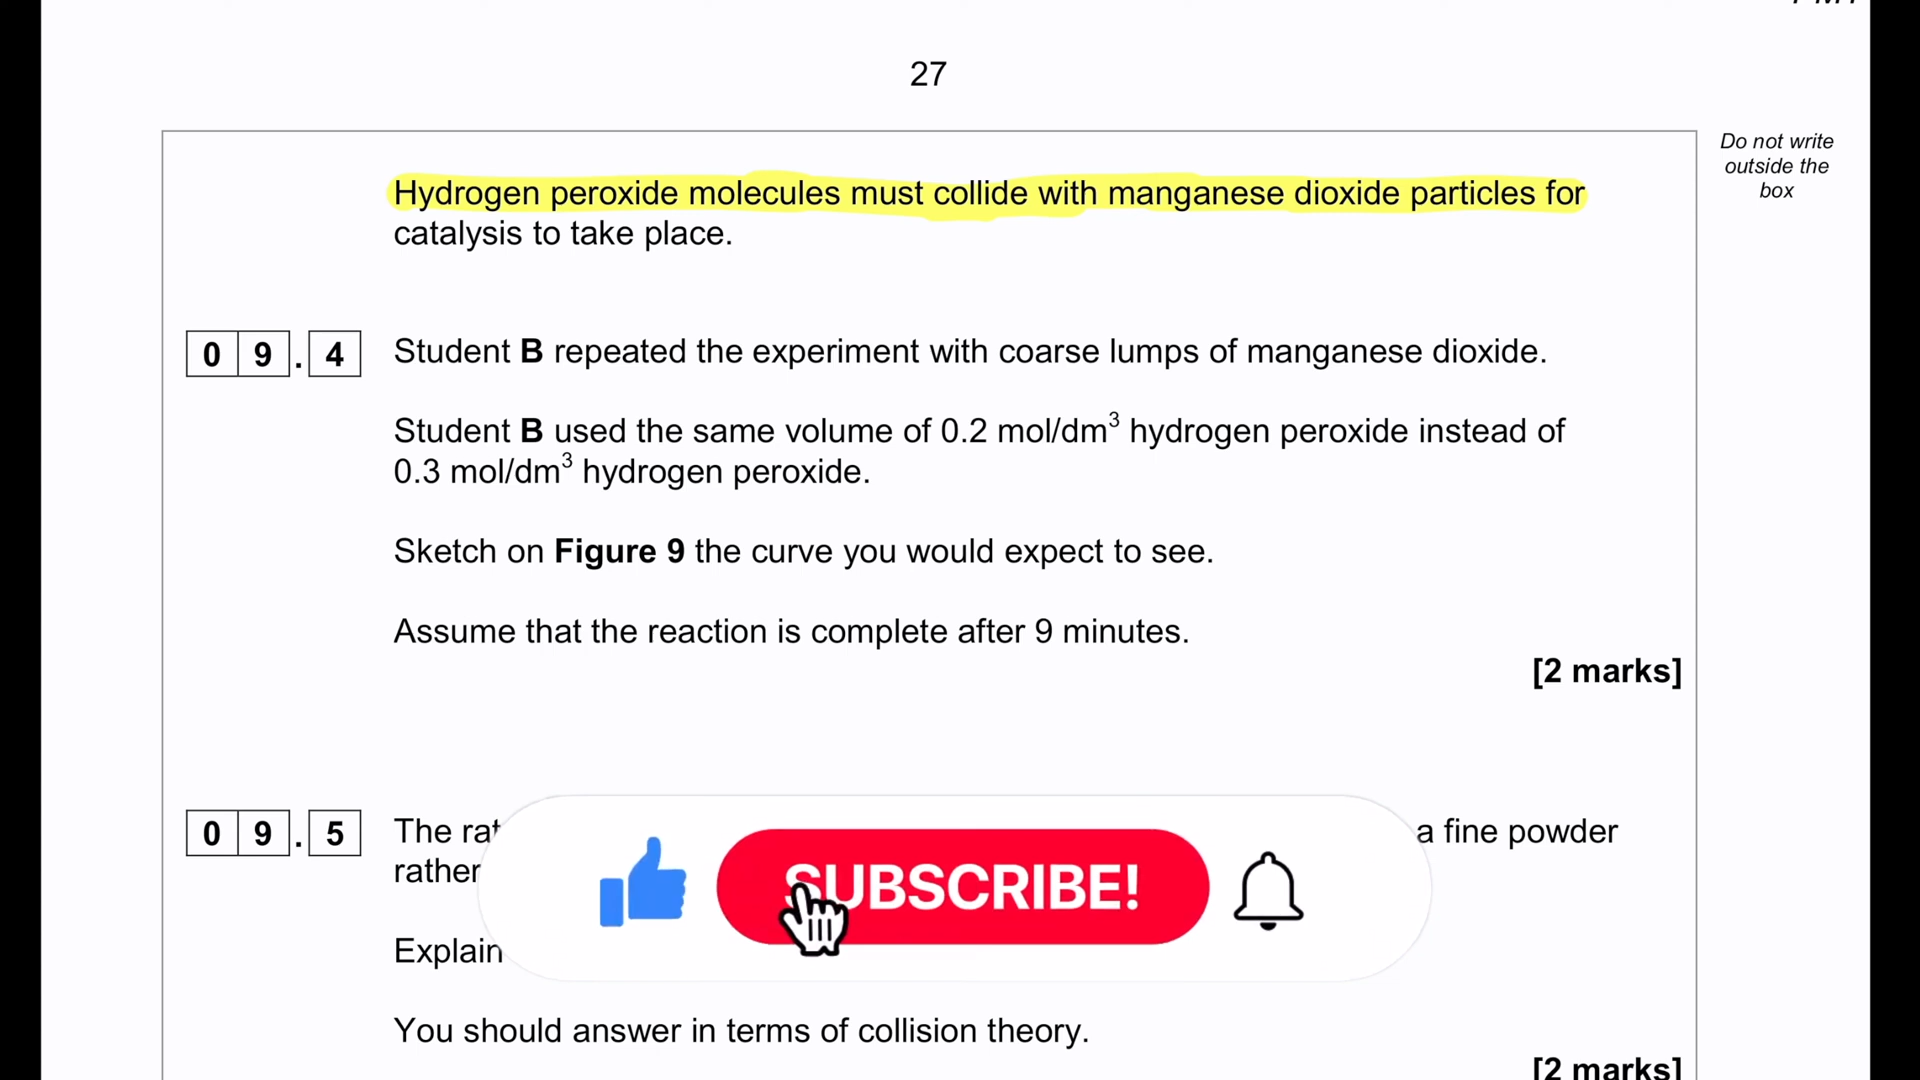 27
Do not write
outside the
box
Hydrogen peroxide molecules must collide with manganese dioxide particles for
catalysis to take place.
0 9 . 4 Student B repeated the experiment with coarse lumps of manganese dioxide.
Student B used the same volume of 0.2 mol/dm³ hydrogen peroxide instead of
0.3 mol/dm³ hydrogen peroxide.
Sketch on Figure 9 the curve you would expect to see.
Assume that the reaction is complete after 9 minutes.
[2 marks]
0 9 . 5 The a fine powder
rather
SUBSCRIBE!
Explain
You should answer in terms of collision theory.
[2 marks]